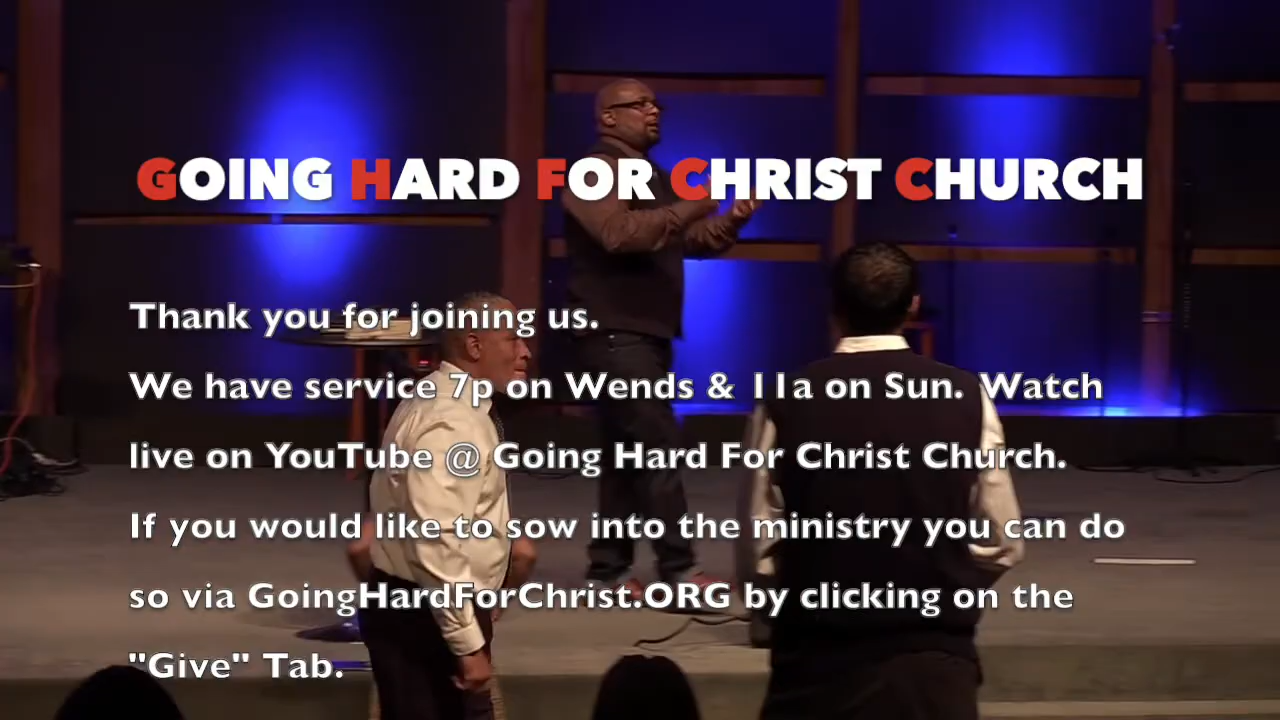 GOING HARD FOR CHRIST CHURCH
Thank you for joining us.
We have service 7p on Wends & 11a on Sun. Watch
live on YouTube @ Going Hard For Christ Church.
If you would like to sow into the ministry you can do
so via GoingHardForChrist.ORG by clicking on the
"Give" Tab.